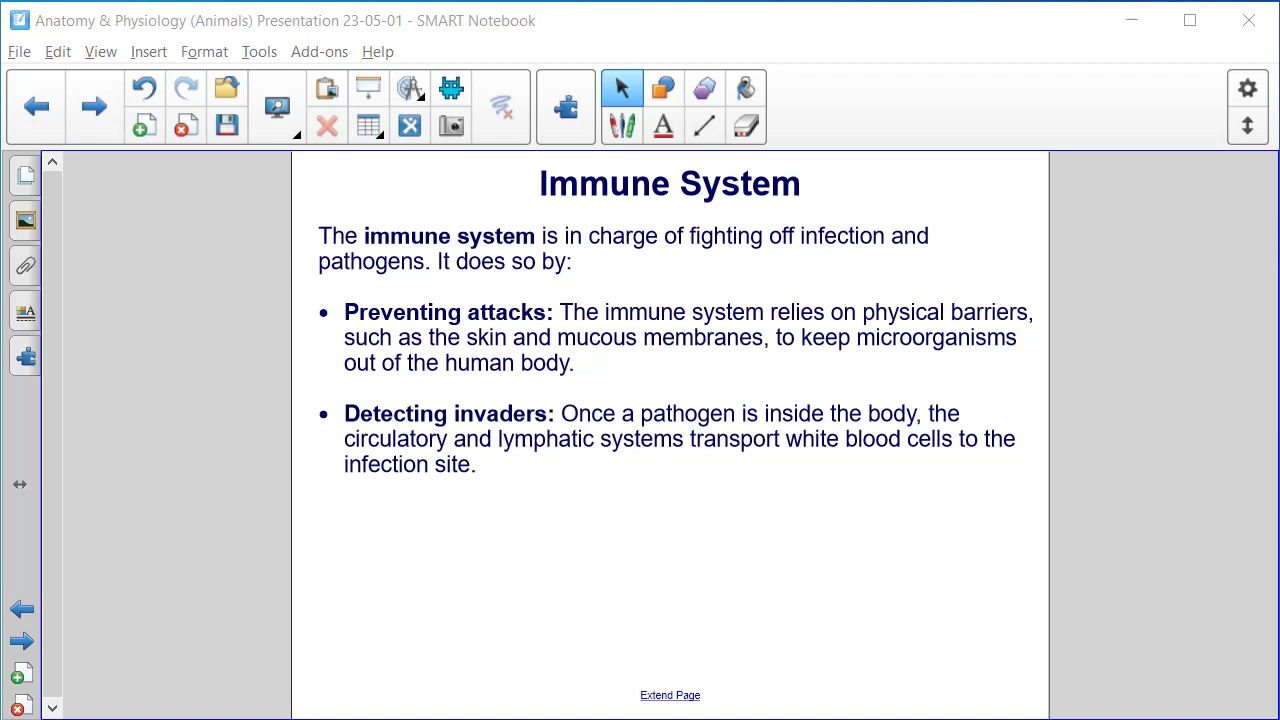 Anatomy & Physiology (Animals) Presentation 23-05-01 - SMART Notebook
File Edit View Insert Format Tools Add-ons Help
Immune System
The immune system is in charge of fighting off infection and
pathogens. It does so by:
• Preventing attacks: The immune system relies on physical barriers,
such as the skin and mucous membranes, to keep microorganisms
out of the human body.
• Detecting invaders: Once a pathogen is inside the body, the
circulatory and lymphatic systems transport white blood cells to the
infection site.
Extend Page